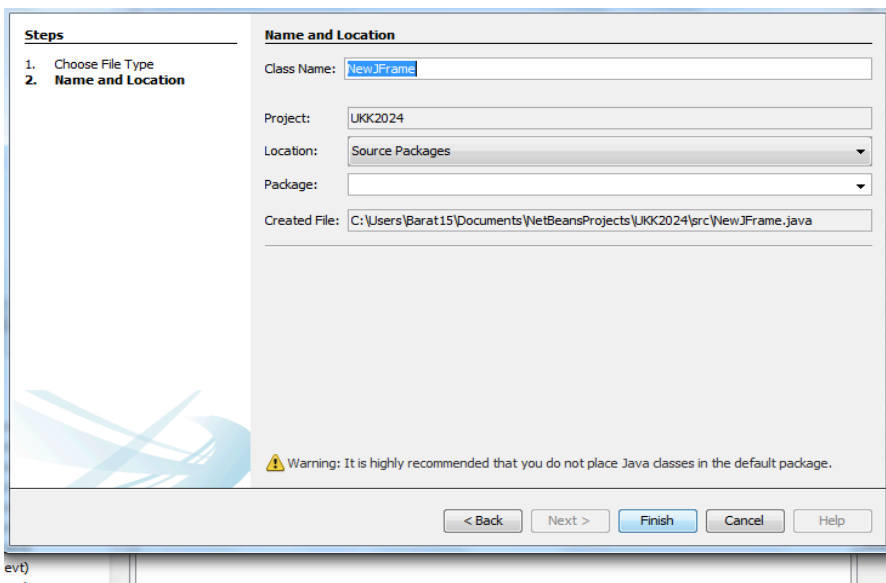 Steps
1. Choose File Type
2. Name and Location
Name and Location
Class Name: NewJFrame
Project: UKK2024
Location: Source Packages
Package:
Created File: C:\Users\Barat15\Documents\NetBeansProjects\UKK2024\src\NewJFrame.java
Warning: It is highly recommended that you do not place Java classes in the default package.
< Back Next > Finish Cancel Help
evt)